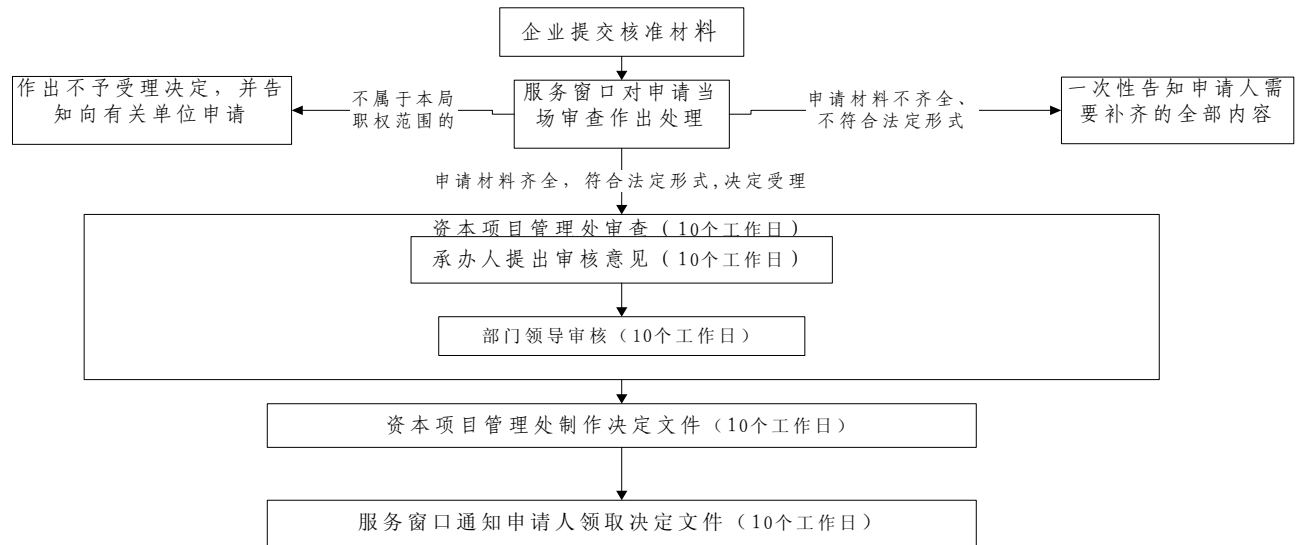 企业提交核准材料
作出不予受理决定，并告
知向有关单位申请
不属于本局
职权范围的
服务窗口对申请当
场审查作出处理
申请材料不齐全、
不符合法定形式
一次性告知申请人需
要补齐的全部内容
申请材料齐全，符合法定形式,决定受理
资本项目管理处审查（10个工作日）
承办人提出审核意见（10个工作日）
部门领导审核（10个工作日）
资本项目管理处制作决定文件（10个工作日）
服务窗口通知申请人领取决定文件（10个工作日）